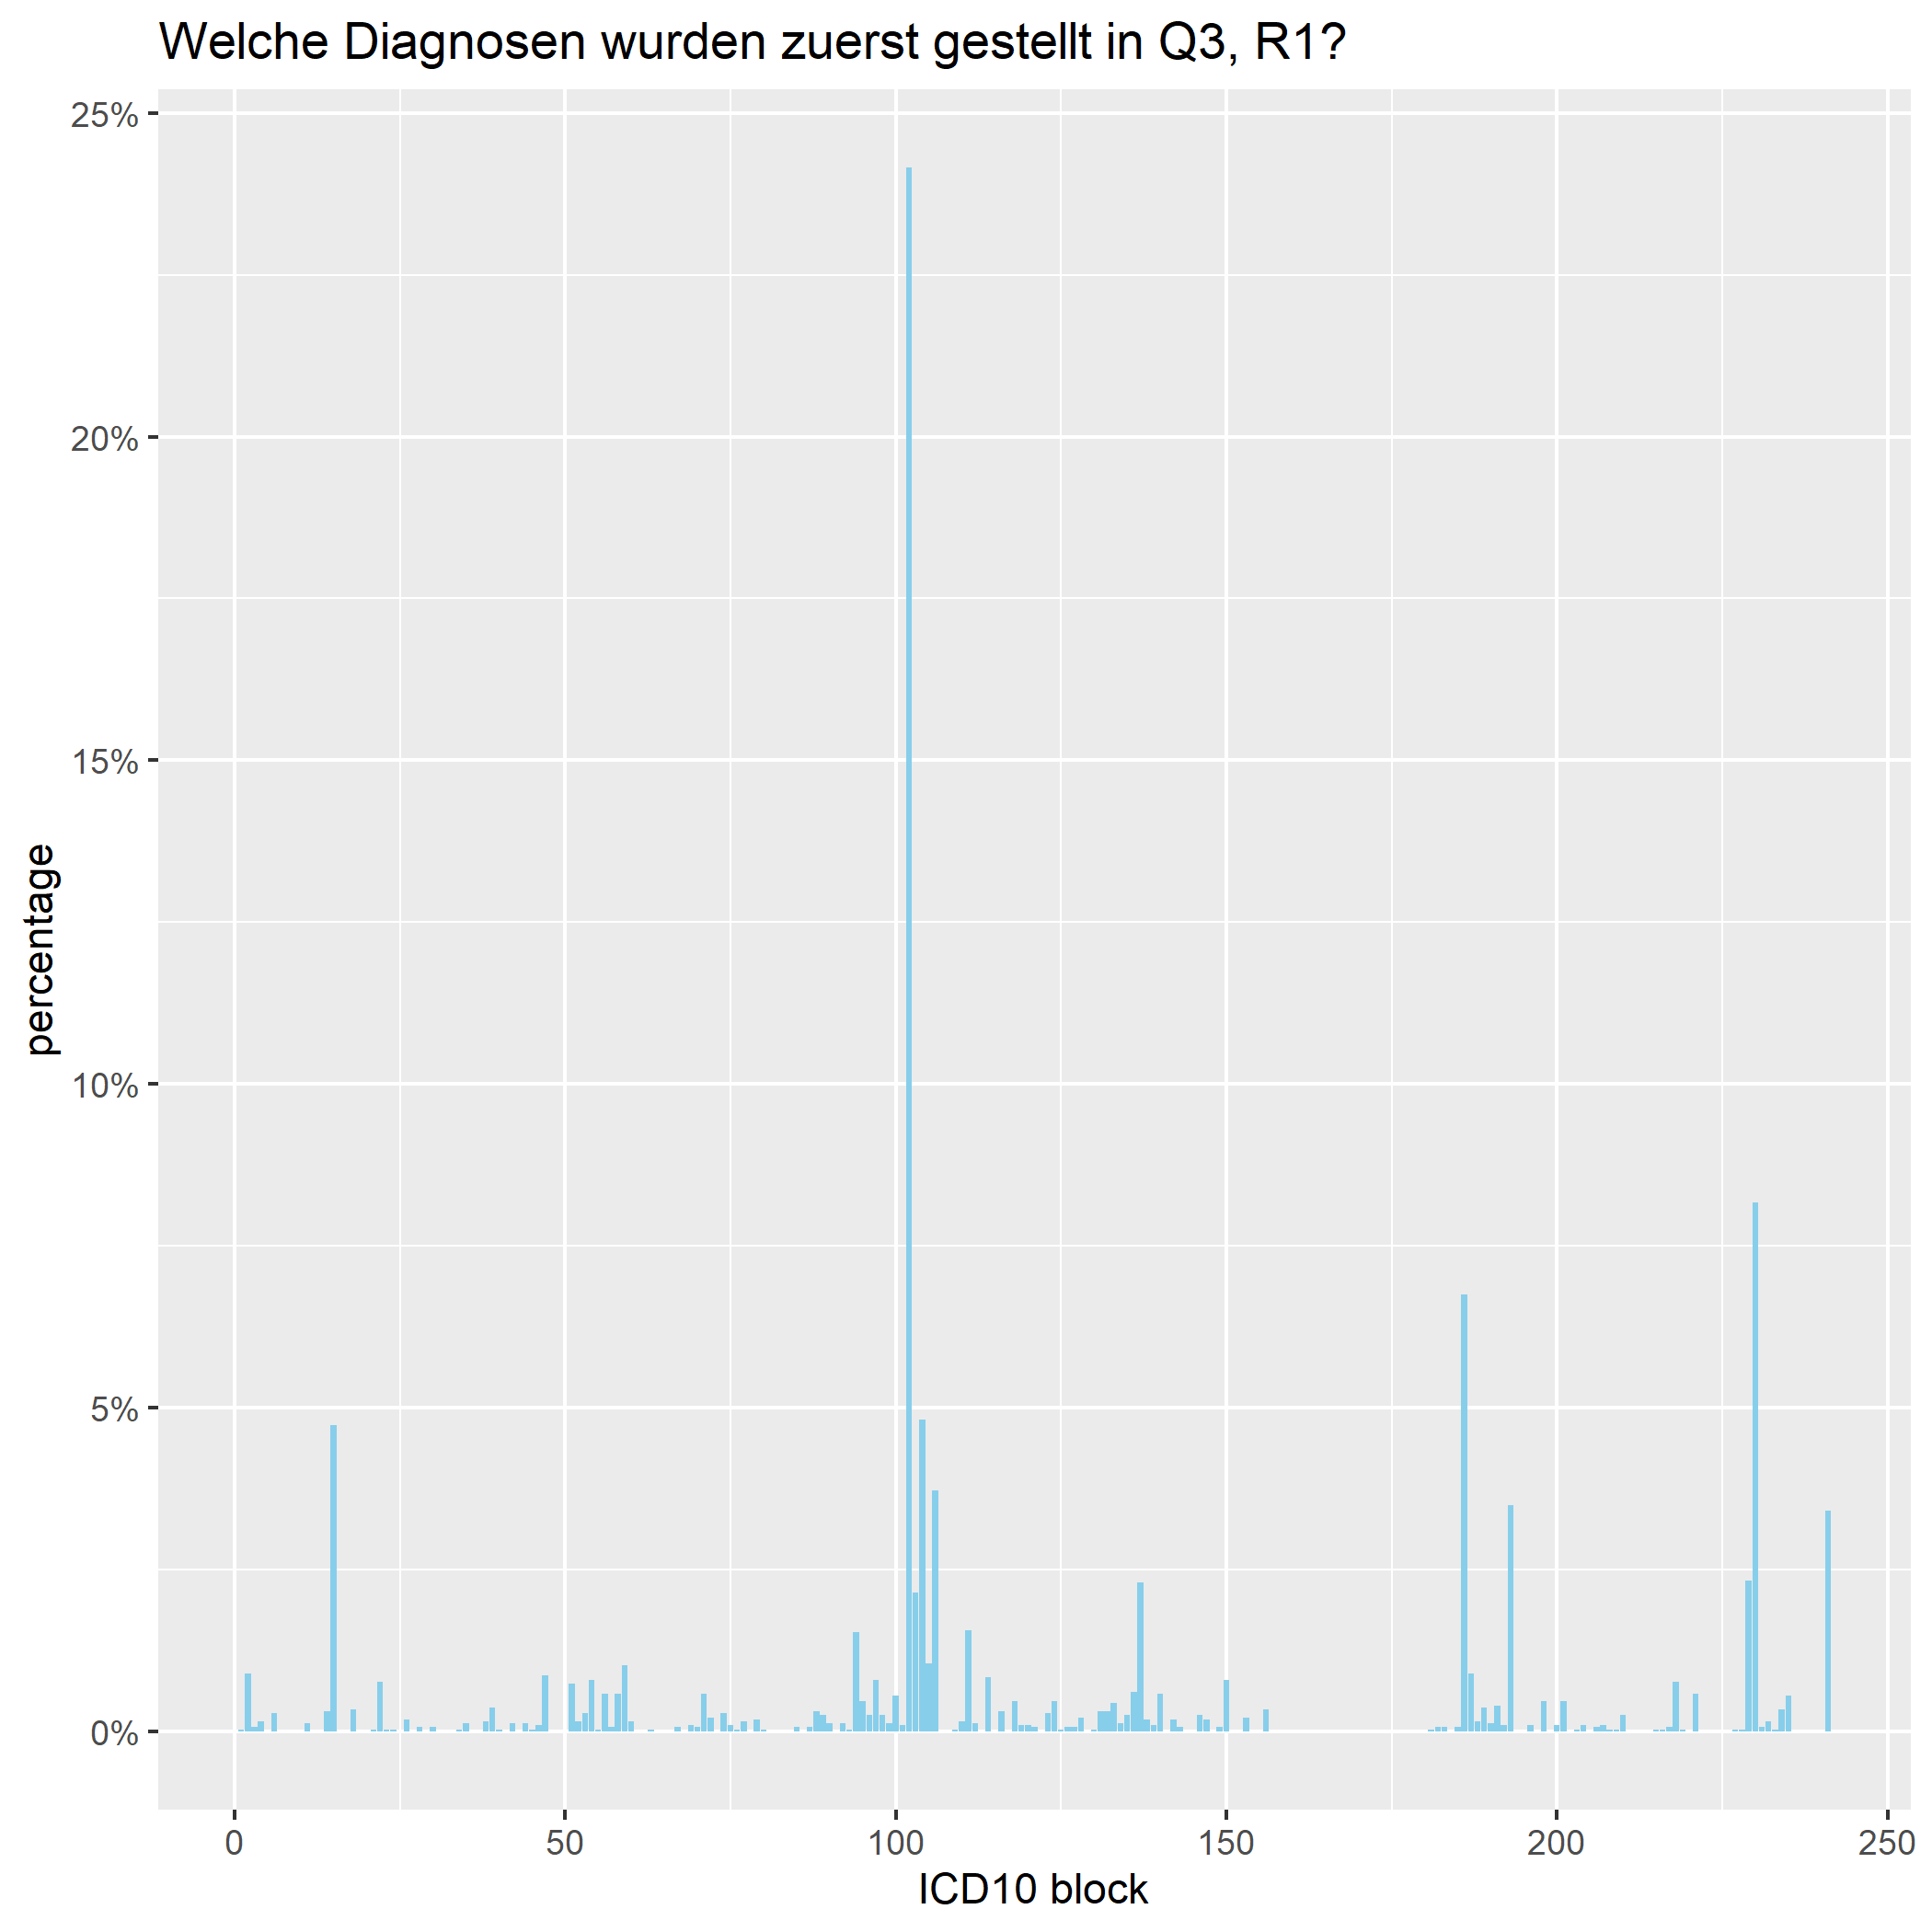 Welche Diagnosen wurden zuerst gestellt in Q3, R1?
25%
20%
15%
10%
5%
0%
percentage
0 50 100 150 200 250
ICD10 block